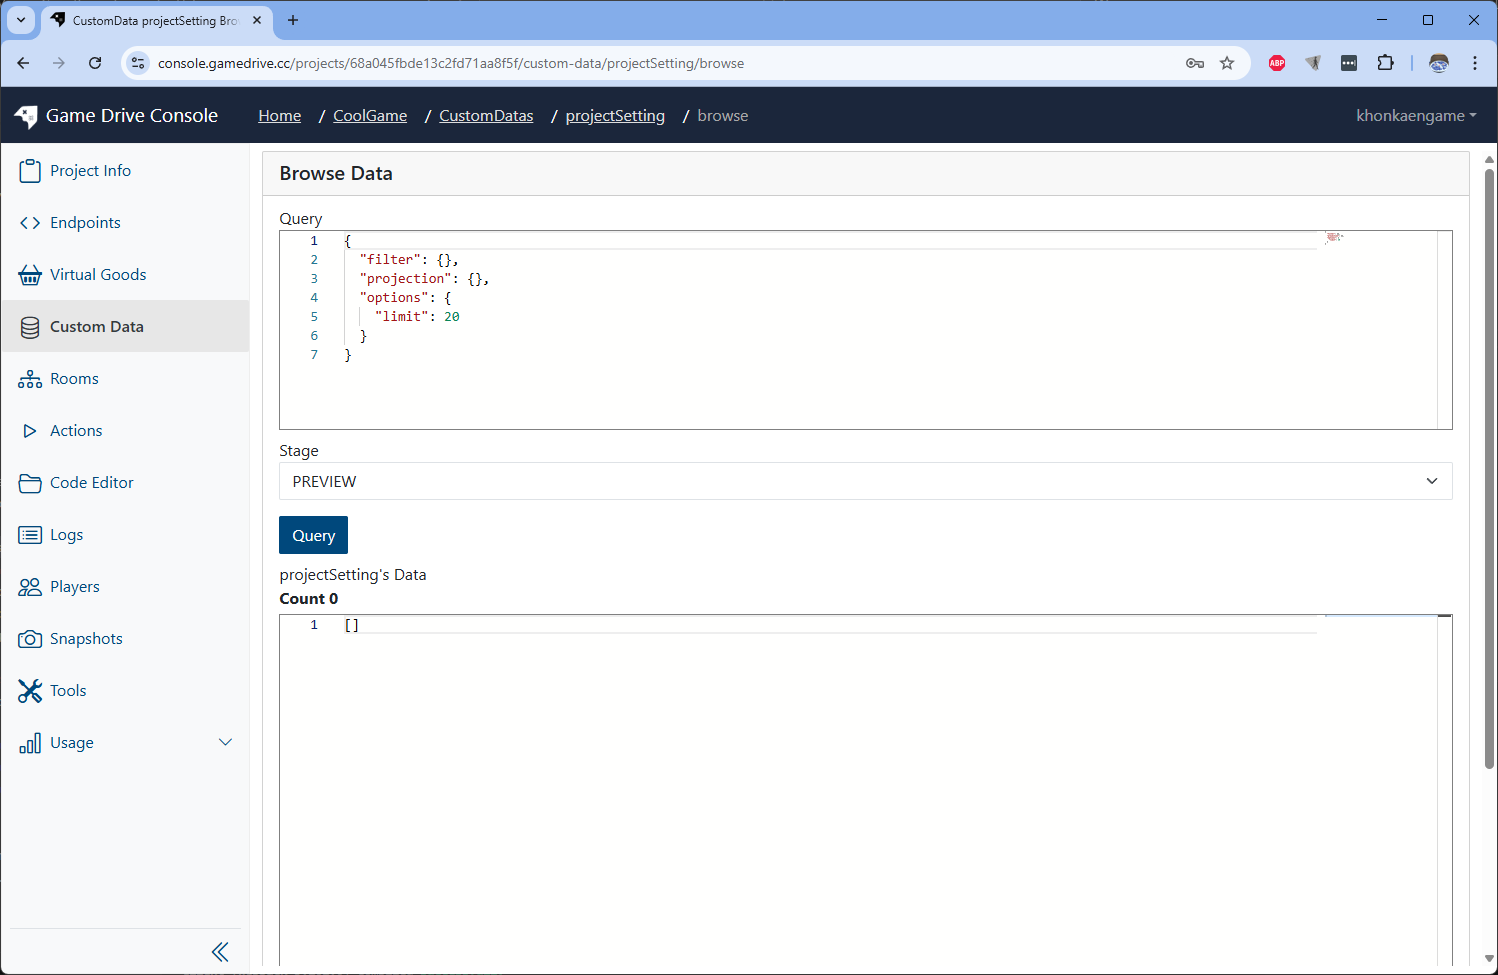 CustomData projectSetting Bro
console.gamedrive.cc/projects/68a045fbde13c2fd71aa8f5f/custom-data/projectSetting/browse
ABP
Game Drive Console
Home / CoolGame / CustomDatas / projectSetting / browse
khonkaengame
Project Info
Endpoints
Virtual Goods
Custom Data
Rooms
Actions
Code Editor
Logs
Players
Snapshots
Tools
Usage
Browse Data
Query
1 {
2 "filter": {},
3 "projection": {},
4 "options": {
5 "limit": 20
6 }
7 }
Stage
PREVIEW
Query
projectSetting's Data
Count 0
1 []